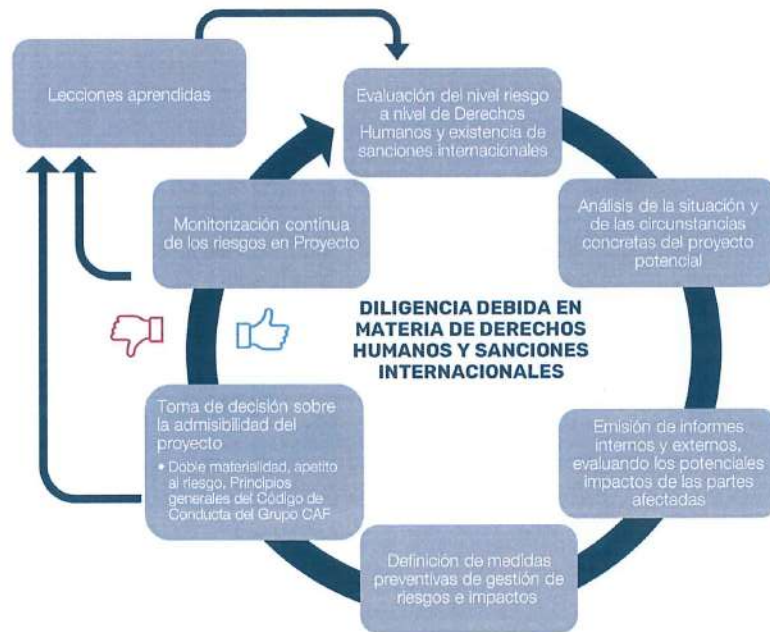 Lecciones aprendidas
Evaluación del nivel riesgo
a nivel de Derechos
Humanos y existencia de
sanciones internacionales
Análisis de la situación y
de las circunstancias
concretas del proyecto
potencial
Emisión de informes
internos y externos,
evaluando los potenciales
impactos de las partes
afectadas
Definición de medidas
preventivas de gestión de
riesgos e impactos
Toma de decisión sobre
la admisibilidad del
proyecto
• Doble materialidad, apetito
al riesgo, Principios
generales del Código de
Conducta del Grupo CAF
Monitorización continua
de los riesgos en Proyecto
DILIGENCIA DEBIDA EN
MATERIA DE DERECHOS
HUMANOS Y SANCIONES
INTERNACIONALES